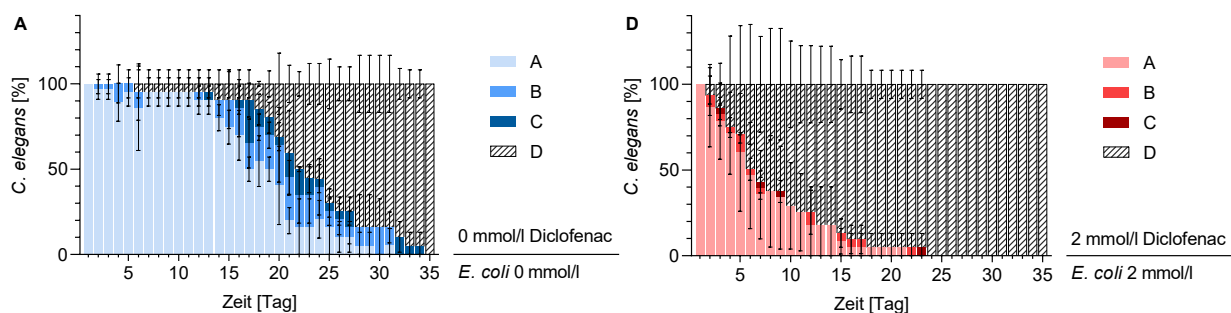 A
C. elegans [%]
100
50
0
5
10
15
20
25
30
35
Zeit [Tag]
A
B
C
D
0 mmol/l Diclofenac
E. coli 0 mmol/l
D
C. elegans [%]
100
50
0
5
10
15
20
25
30
35
Zeit [Tag]
A
B
C
D
2 mmol/l Diclofenac
E. coli 2 mmol/l